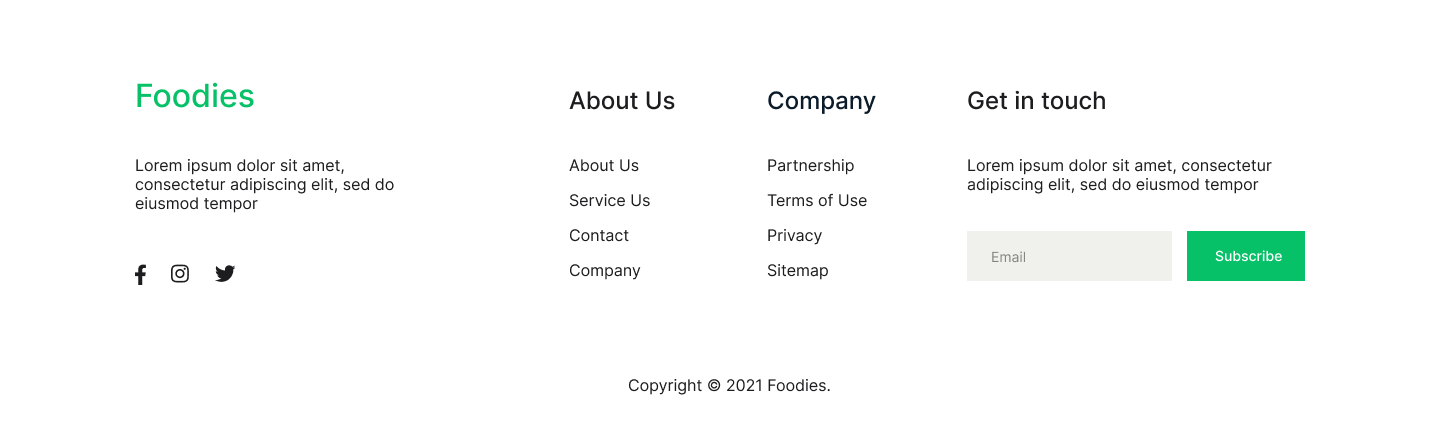 Foodies
Lorem ipsum dolor sit amet,
consectetur adipiscing elit, sed do
eiusmod tempor
About Us
About Us
Service Us
Contact
Company
Company
Partnership
Terms of Use
Privacy
Sitemap
Get in touch
Lorem ipsum dolor sit amet, consectetur
adipiscing elit, sed do eiusmod tempor
Email
Subscribe
Copyright © 2021 Foodies.